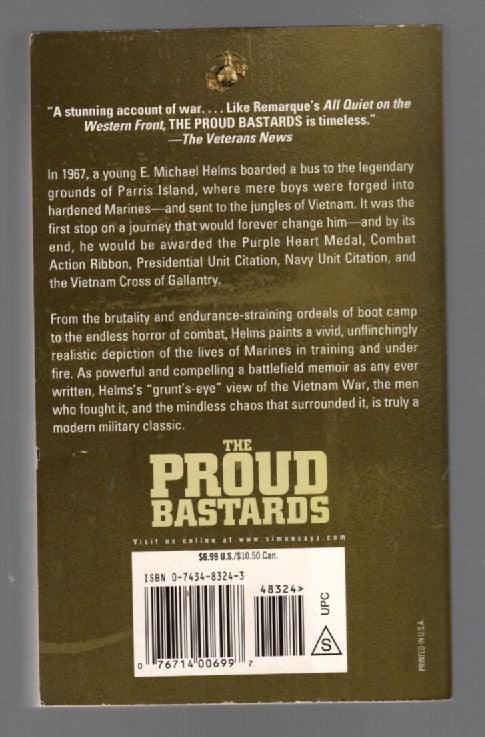 "A stunning account of war. . . . Like Remarque's All Quiet on the
Western Front, THE PROUD BASTARDS is timeless."
—The Veterans News
In 1967, a young E. Michael Helms boarded a bus to the legendary
grounds of Parris Island, where mere boys were forged into
hardened Marines—and sent to the jungles of Vietnam. It was the
first stop on a journey that would forever change him—and by its
end, he would be awarded the Purple Heart Medal, Combat
Action Ribbon, Presidential Unit Citation, Navy Unit Citation, and
the Vietnam Cross of Gallantry.
From the brutality and endurance-straining ordeals of boot camp
to the endless horror of combat, Helms paints a vivid, unflinchingly
realistic depiction of the lives of Marines in training and under
fire. As powerful and compelling a battlefield memoir as any ever
written, Helms's "grunt's-eye" view of the Vietnam War, the men
who fought it, and the mindless chaos that surrounded it, is truly a
modern military classic.
THE
PROUD
BASTARDS
Visit us online at www.simonsays.com
$6.99 U.S./$10.50 Can.
ISBN 0-7434-8324-3
48324>
UPC
S
0 76714 00699 7
PRINTED IN U.S.A.